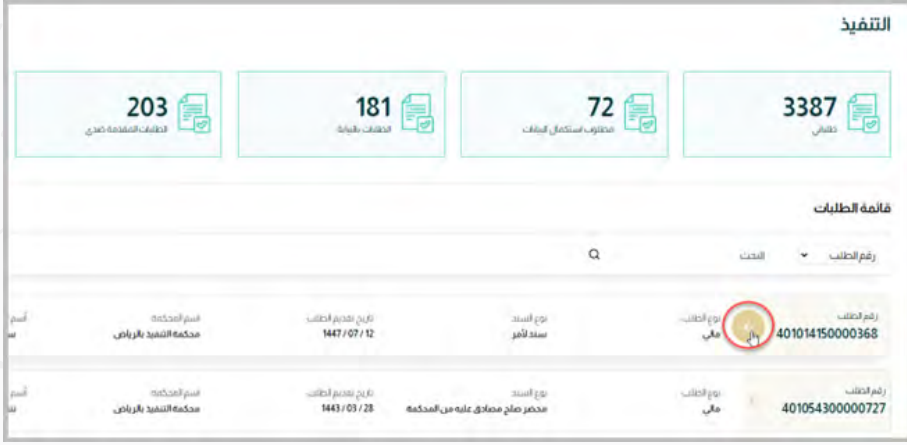 التنفيذ
3387
طلباتي
72
مطلوب استكمال البيانات
181
الطلبات بالنيابة
203
الطلبات المقدمة ضدي
قائمة الطلبات
رقم الطلب
البحث
رقم الطلب
401014150000368
نوع الطلب
مالي
نوع السند
سند لأمر
تاريخ تقديم الطلب
1447 / 07 / 12
اسم المحكمة
محكمة التنفيذ بالرياض
أسم
رقم الطلب
401054300000727
نوع الطلب
مالي
نوع السند
محضر صلح مصادق عليه من المحكمة
تاريخ تقديم الطلب
1443 / 03 / 28
اسم المحكمة
محكمة التنفيذ بالرياض
أسم